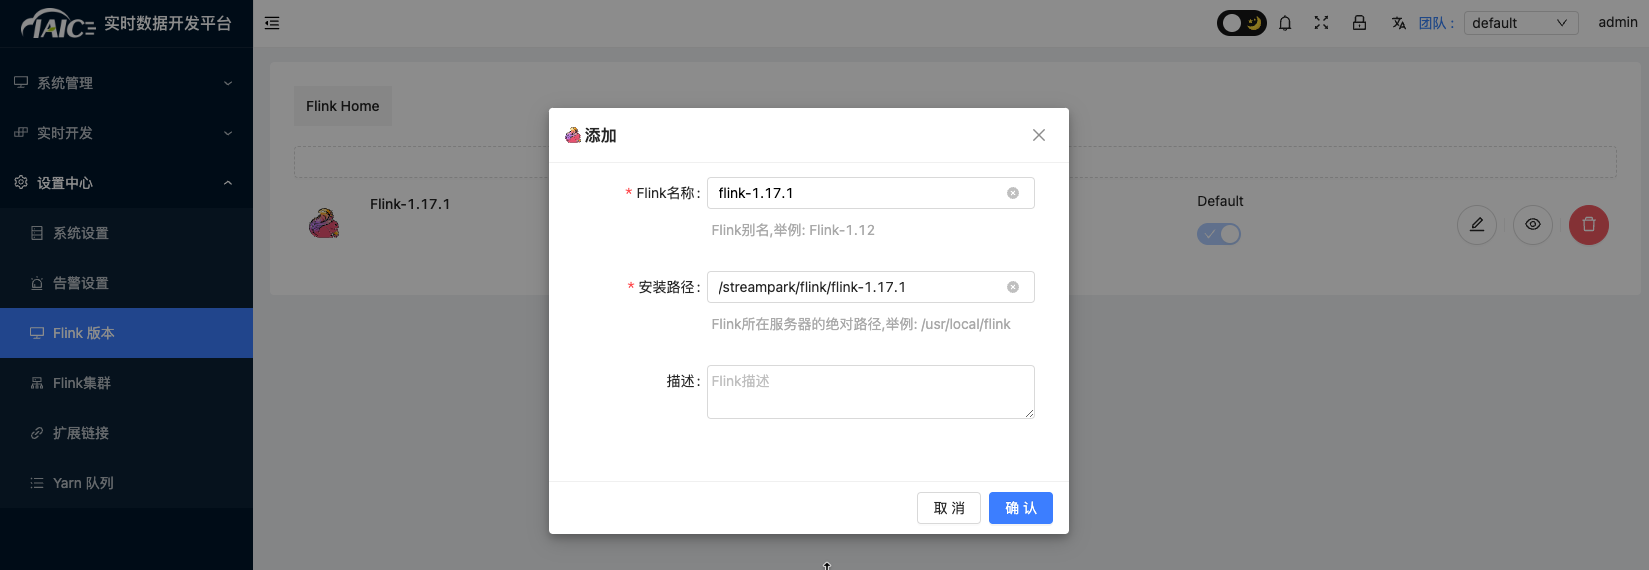 IAIC 实时数据开发平台
团队 :
default
admin
系统管理
实时开发
设置中心
系统设置
告警设置
Flink 版本
Flink集群
扩展链接
Yarn 队列
Flink Home
Flink-1.17.1
Default
添加
* Flink名称 :
flink-1.17.1
Flink别名,举例: Flink-1.12
* 安装路径 :
/streampark/flink/flink-1.17.1
Flink所在服务器的绝对路径,举例: /usr/local/flink
描述 :
Flink描述
取 消
确 认